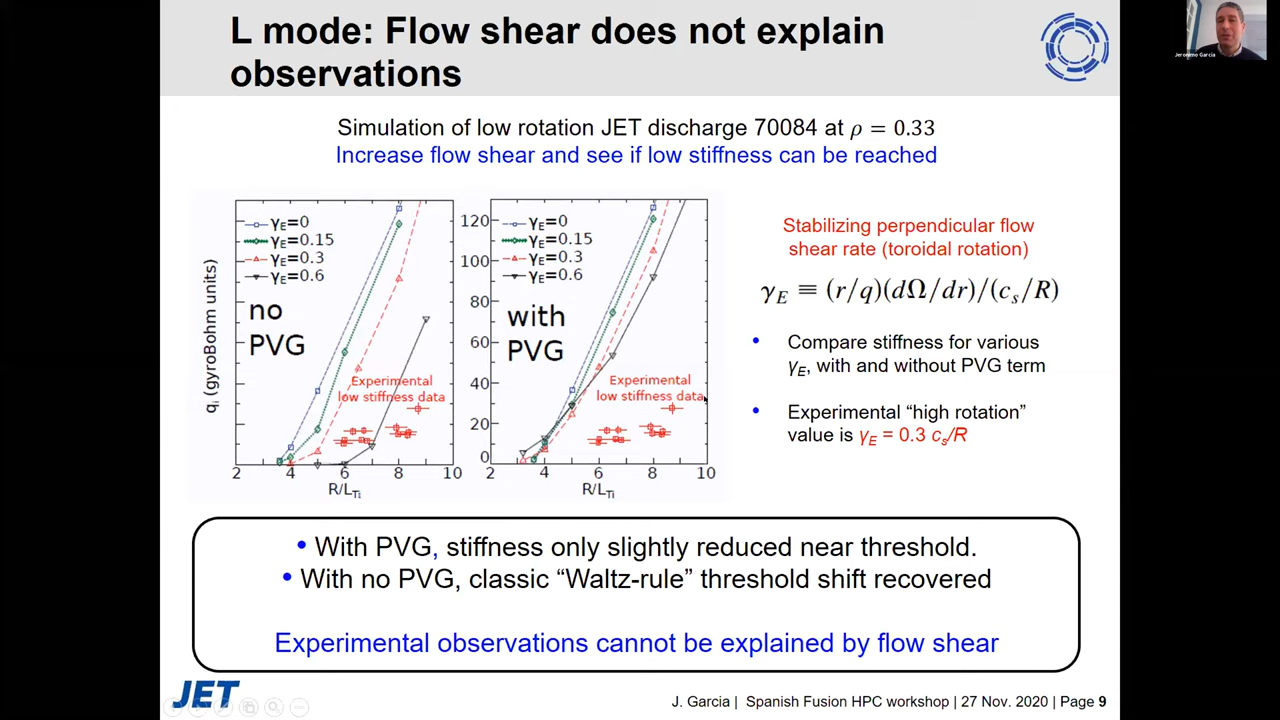 L mode: Flow shear does not explain
observations
Jeronimo Garcia
Simulation of low rotation JET discharge 70084 at ρ = 0.33
Increase flow shear and see if low stiffness can be reached
γE=0
γE=0.15
γE=0.3
γE=0.6
no
PVG
Experimental
low stiffness data
qi (gyroBohm units)
2 4 6 8 10
R/LTi
120
100
80
60
40
20
0
γE=0
γE=0.15
γE=0.3
γE=0.6
with
PVG
Experimental
low stiffness data
2 4 6 8 10
R/LTi
Stabilizing perpendicular flow
shear rate (toroidal rotation)
γE ≡ (r/q)(dΩ/dr)/(cs/R)
• Compare stiffness for various
γE, with and without PVG term
• Experimental “high rotation”
value is γE = 0.3 cs/R
• With PVG, stiffness only slightly reduced near threshold.
• With no PVG, classic “Waltz-rule” threshold shift recovered
Experimental observations cannot be explained by flow shear
JET
J. Garcia | Spanish Fusion HPC workshop | 27 Nov. 2020 | Page 9